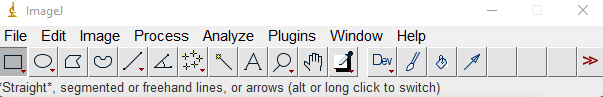 ImageJ
File Edit Image Process Analyze Plugins Window Help
A Dev >>
*Straight*, segmented or freehand lines, or arrows (alt or long click to switch)